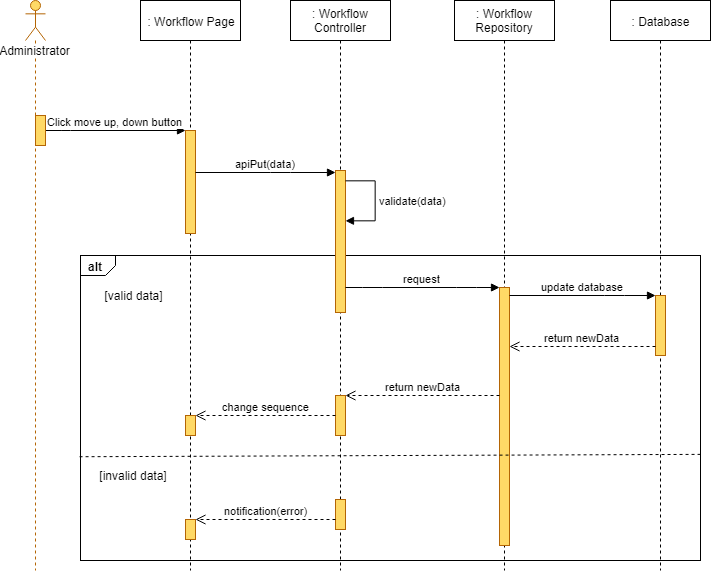 Administrator
: Workflow Page
: Workflow
Controller
: Workflow
Repository
: Database
Click move up, down button
apiPut(data)
validate(data)
alt
[valid data]
request
update database
return newData
return newData
change sequence
[invalid data]
notification(error)